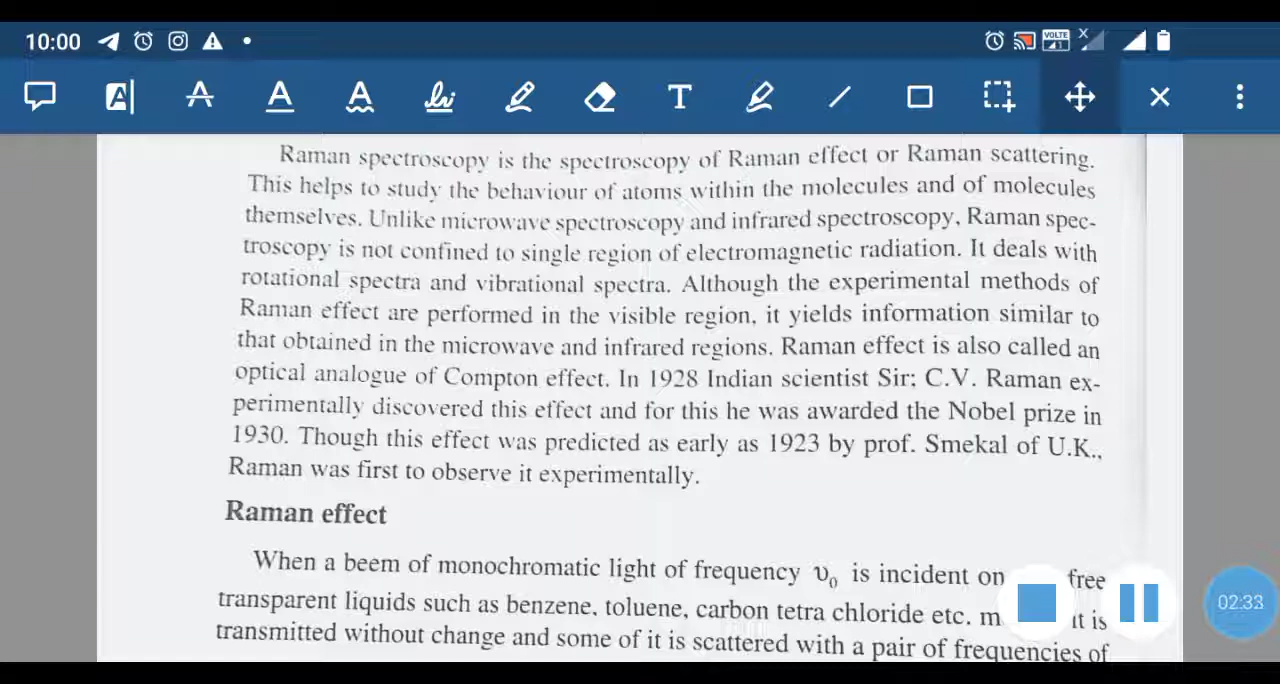 10:00
VOLTE
Raman spectroscopy is the spectroscopy of Raman effect or Raman scattering.
This helps to study the behaviour of atoms within the molecules and of molecules
themselves. Unlike microwave spectroscopy and infrared spectroscopy, Raman spec-
troscopy is not confined to single region of electromagnetic radiation. It deals with
rotational spectra and vibrational spectra. Although the experimental methods of
Raman effect are performed in the visible region, it yields information similar to
that obtained in the microwave and infrared regions. Raman effect is also called an
optical analogue of Compton effect. In 1928 Indian scientist Sir; C.V. Raman ex-
perimentally discovered this effect and for this he was awarded the Nobel prize in
1930. Though this effect was predicted as early as 1923 by prof. Smekal of U.K.,
Raman was first to observe it experimentally.
Raman effect
When a beem of monochromatic light of frequency υ₀ is incident on free
transparent liquids such as benzene, toluene, carbon tetra chloride etc. it is
transmitted without change and some of it is scattered with a pair of frequencies of
02:33